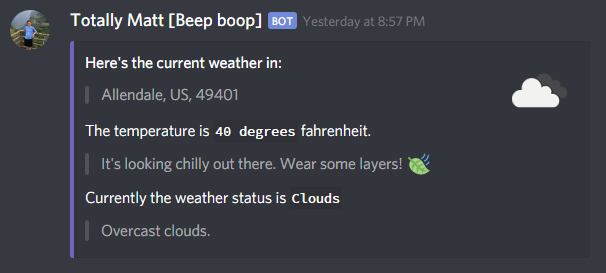 Totally Matt [Beep boop] BOT Yesterday at 8:57 PM
Here's the current weather in:
Allendale, US, 49401
The temperature is 40 degrees fahrenheit.
It's looking chilly out there. Wear some layers!
Currently the weather status is Clouds
Overcast clouds.